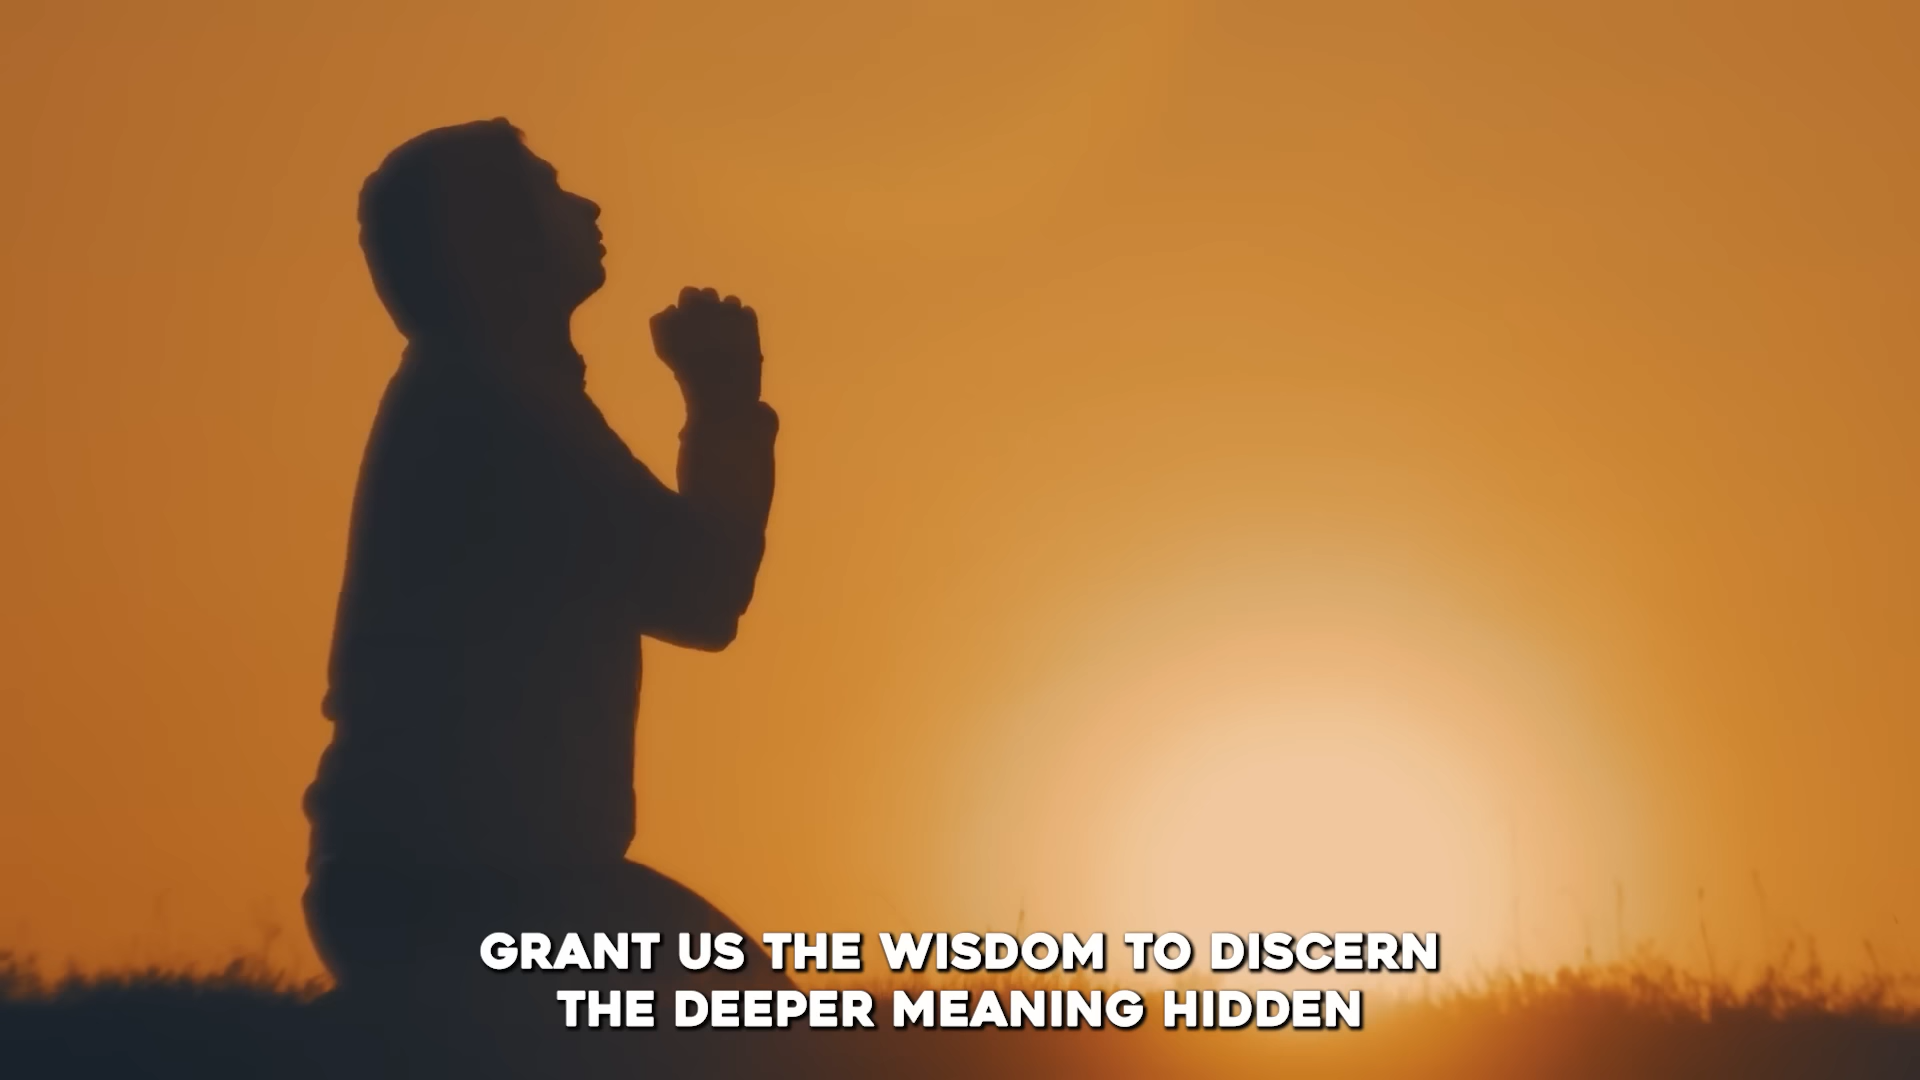 GRANT US THE WISDOM TO DISCERN
THE DEEPER MEANING HIDDEN